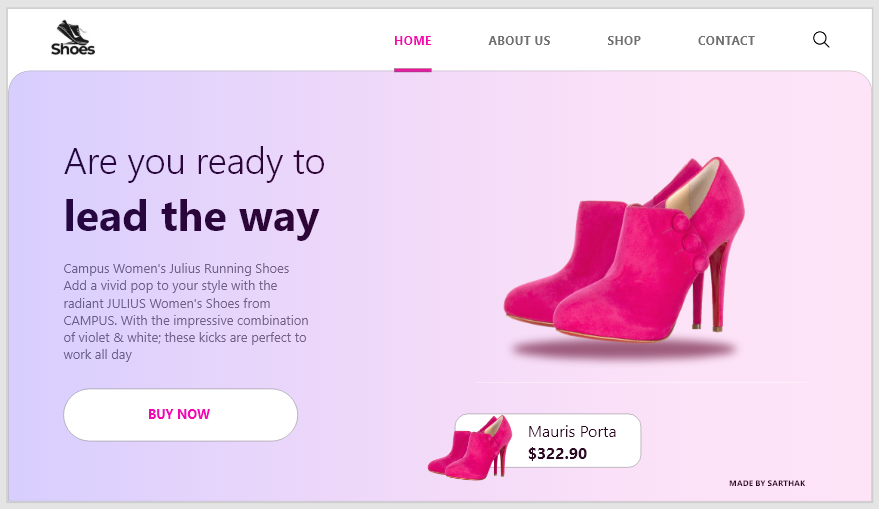 Shoes
HOME
ABOUT US
SHOP
CONTACT
Are you ready to
lead the way
Campus Women's Julius Running Shoes
Add a vivid pop to your style with the
radiant JULIUS Women's Shoes from
CAMPUS. With the impressive combination
of violet & white; these kicks are perfect to
work all day
BUY NOW
Mauris Porta
$322.90
MADE BY SARTHAK